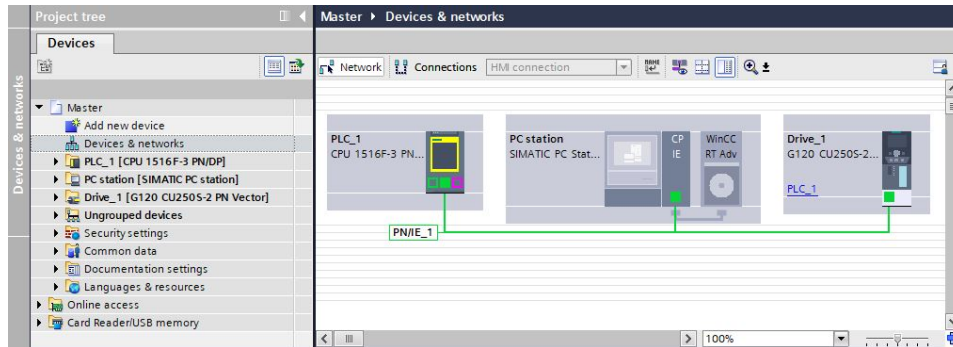 Project tree
Master ▸ Devices & networks
Devices & networks
Devices
Network
Connections
HMI connection
Master
Add new device
Devices & networks
PLC_1 [CPU 1516F-3 PN/DP]
PC station [SIMATIC PC station]
Drive_1 [G120 CU250S-2 PN Vector]
Ungrouped devices
Security settings
Common data
Documentation settings
Languages & resources
Online access
Card Reader/USB memory
PLC_1
CPU 1516F-3 PN...
PC station
SIMATIC PC Stat...
CP
IE
WinCC
RT Adv
Drive_1
G120 CU250S-2...
PLC_1
PN/IE_1
100%